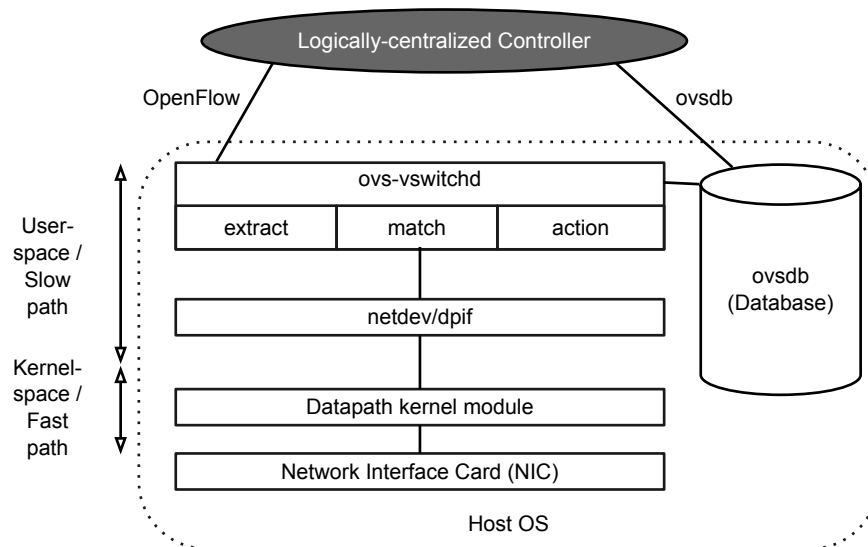 Logically-centralized Controller
OpenFlow
ovsdb
ovs-vswitchd
extract
match
action
User-
space /
Slow
path
netdev/dpif
ovsdb
(Database)
Kernel-
space /
Fast
path
Datapath kernel module
Network Interface Card (NIC)
Host OS